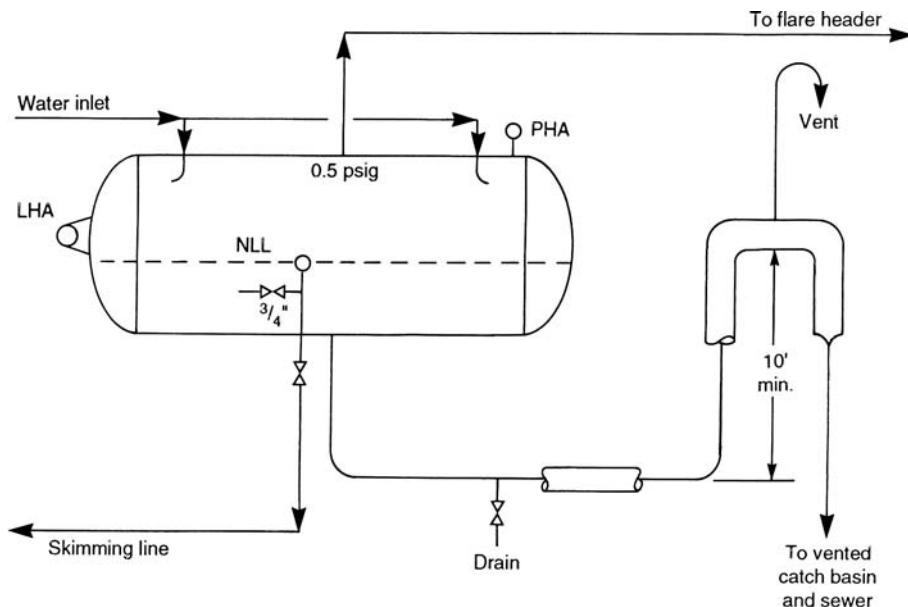 To flare header
Water inlet
Vent
PHA
0.5 psig
LHA
NLL
3/4"
10'
min.
Skimming line
Drain
To vented
catch basin
and sewer